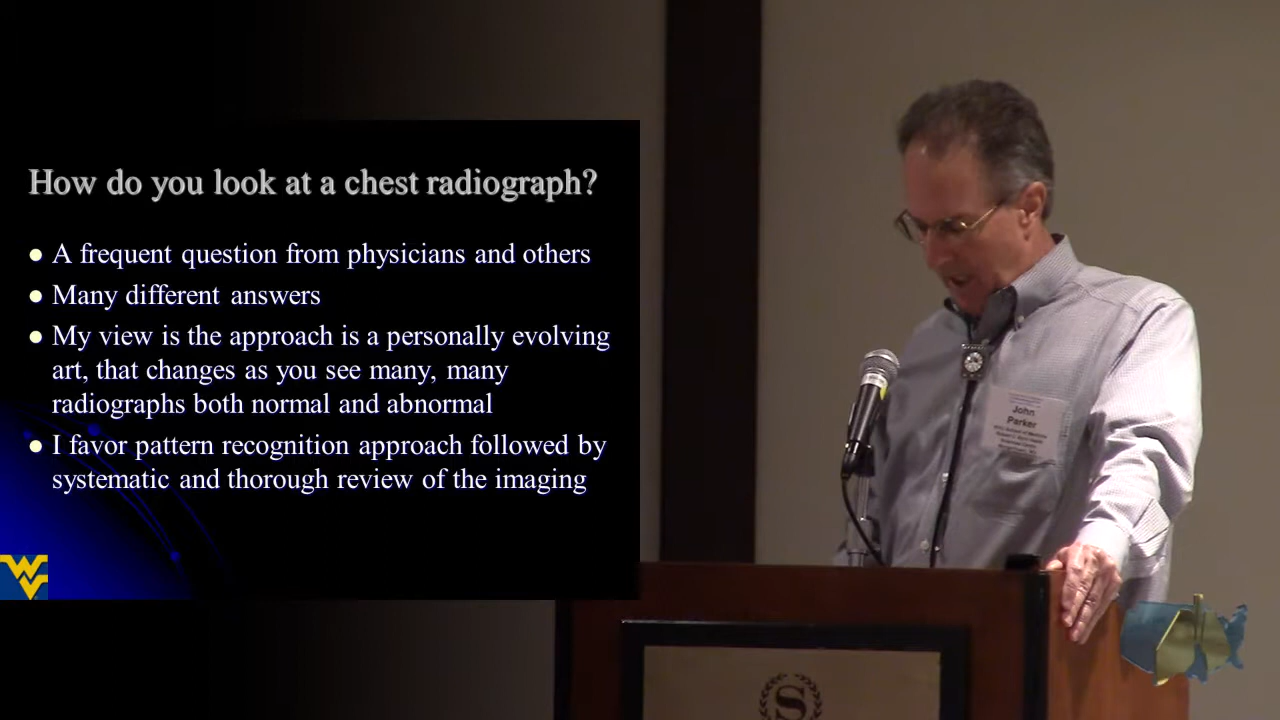 How do you look at a chest radiograph?
A frequent question from physicians and others
Many different answers
My view is the approach is a personally evolving
art, that changes as you see many, many
radiographs both normal and abnormal
I favor pattern recognition approach followed by
systematic and thorough review of the imaging
WV
John
Parker
S